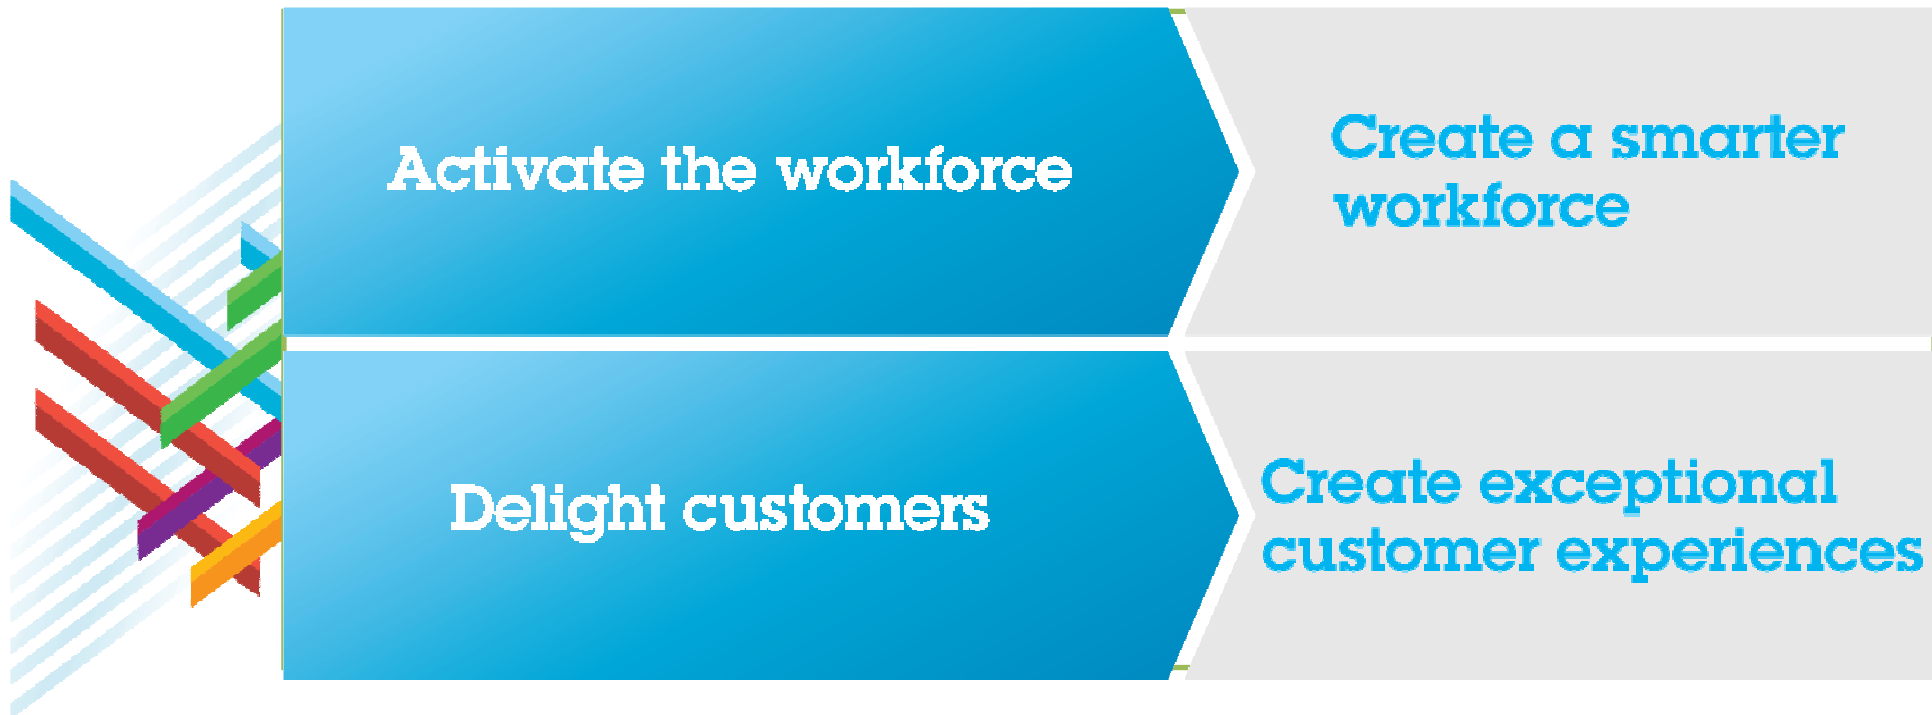 Activate the workforce
Create a smarter
workforce
Delight customers
Create exceptional
customer experiences